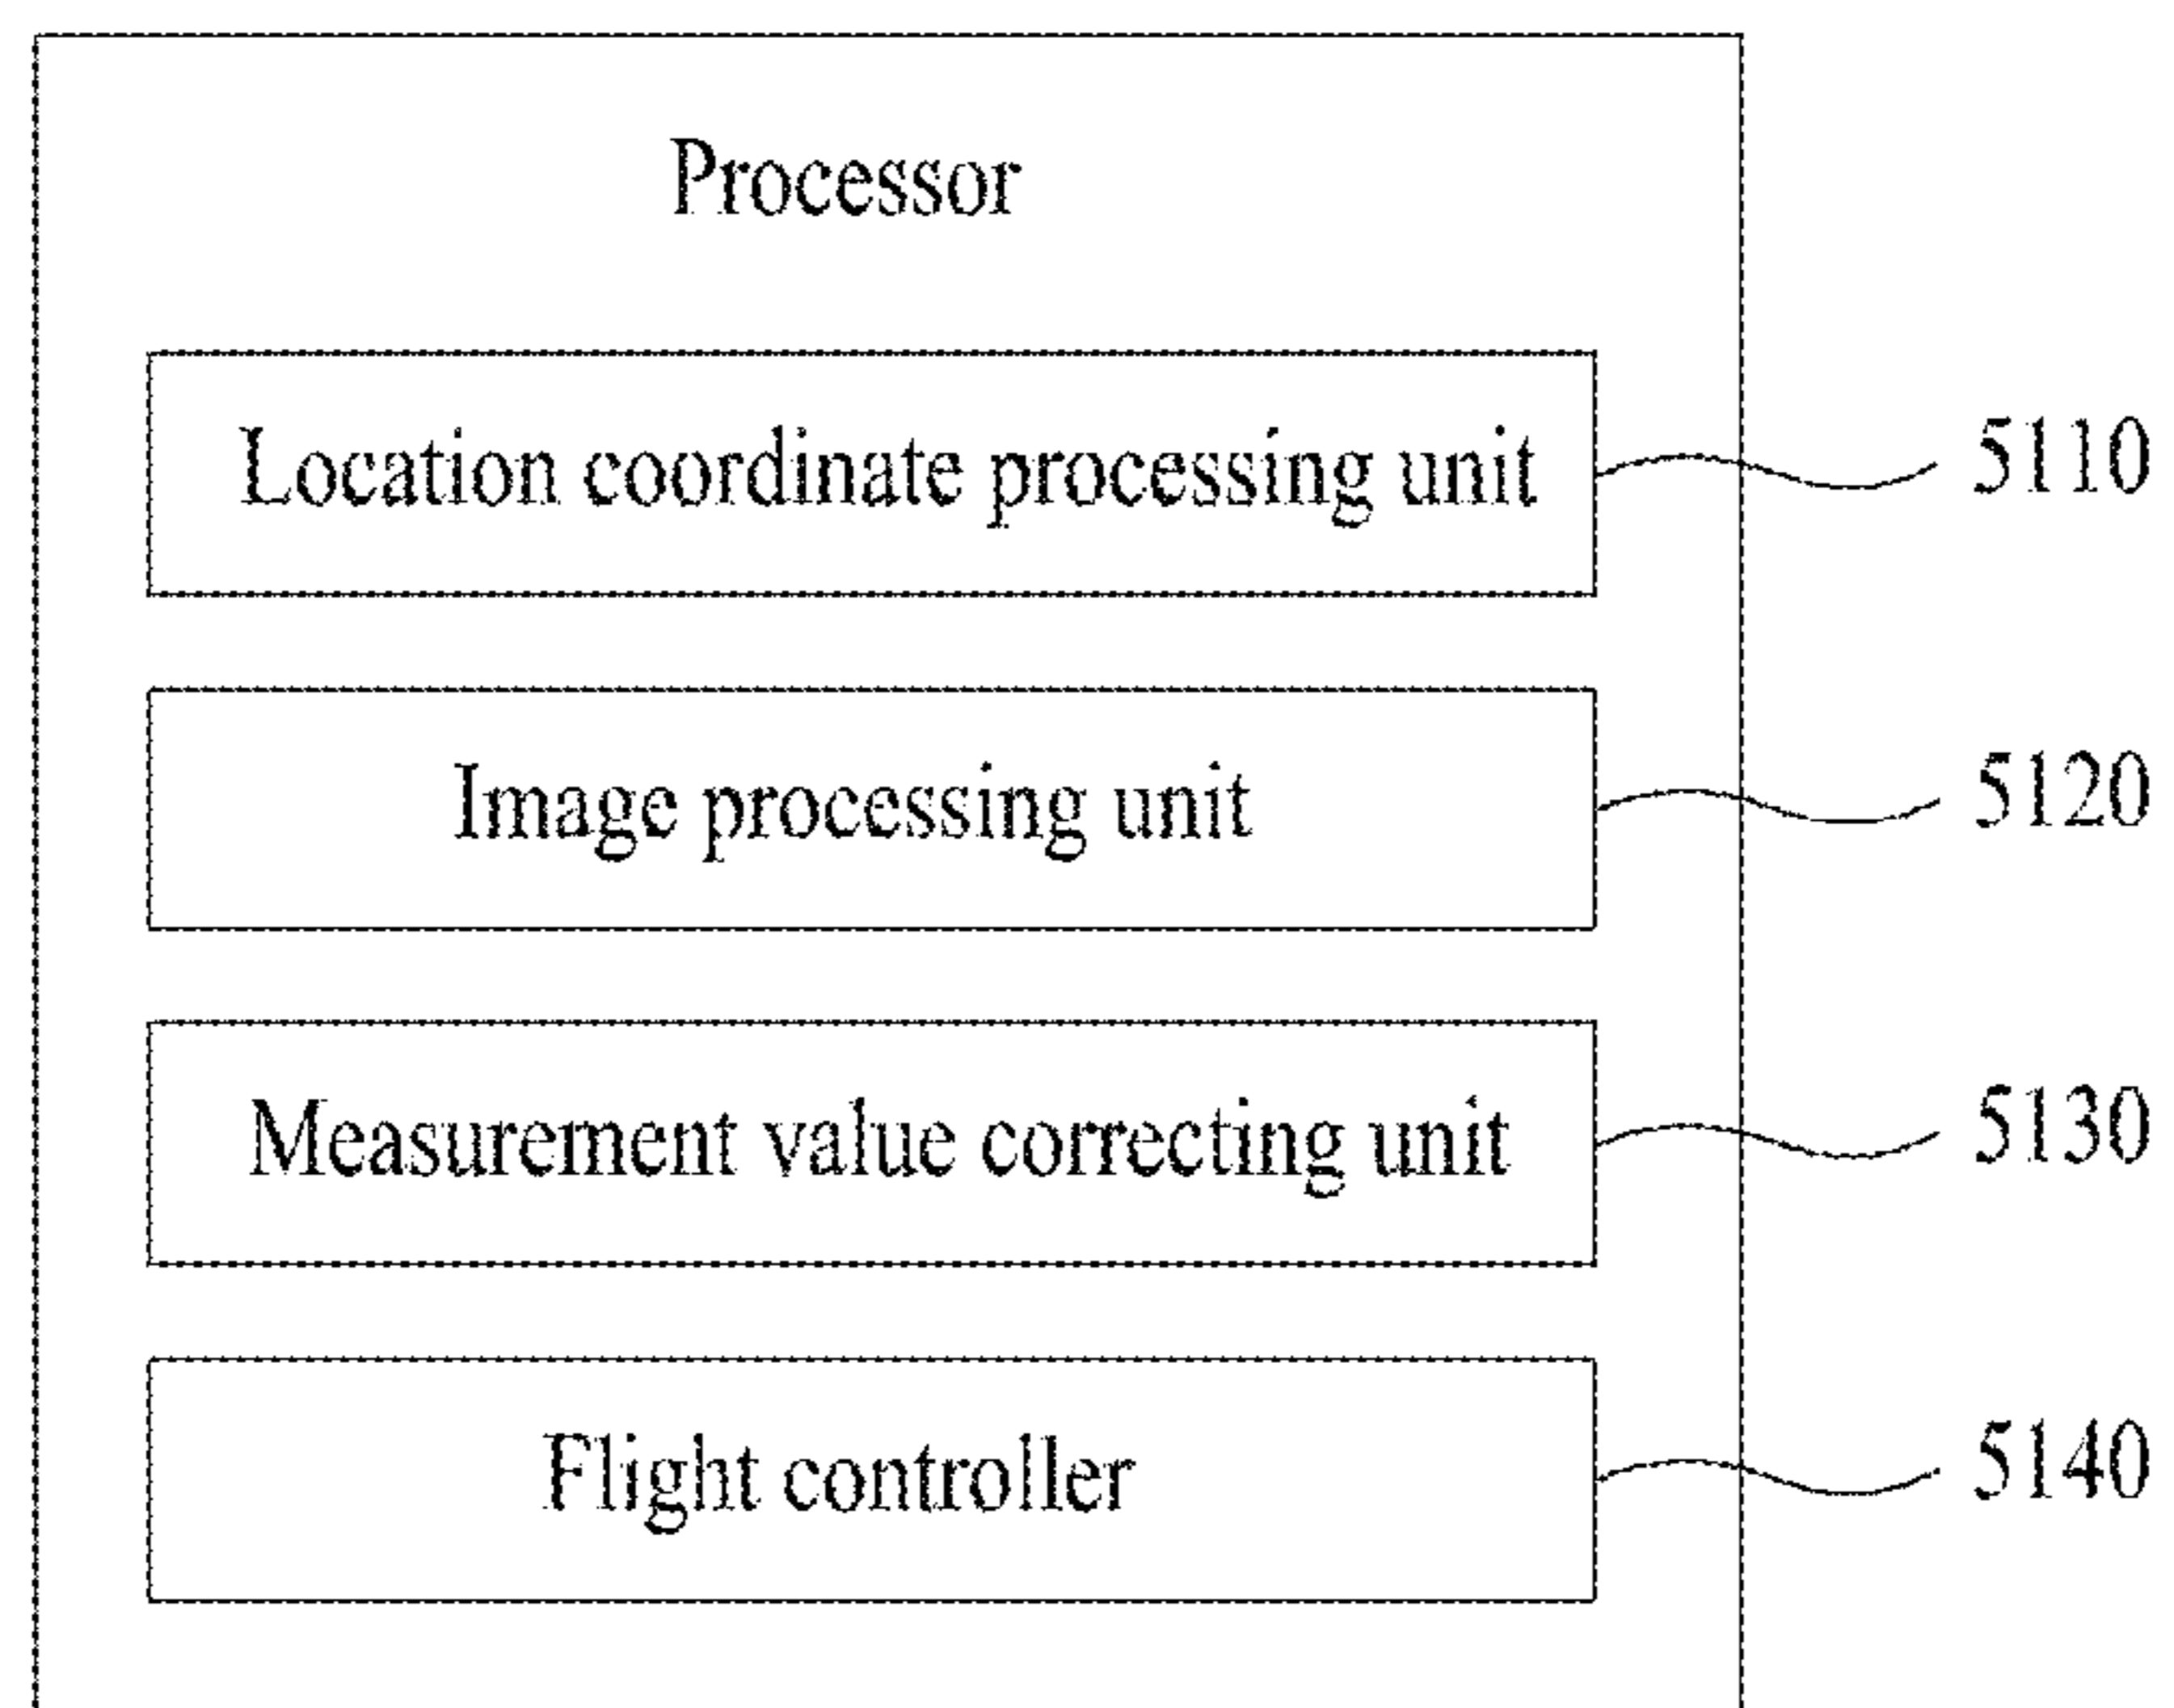 Processor
Location coordinate processing unit 5110
Image processing unit 5120
Measurement value correcting unit 5130
Flight controller 5140